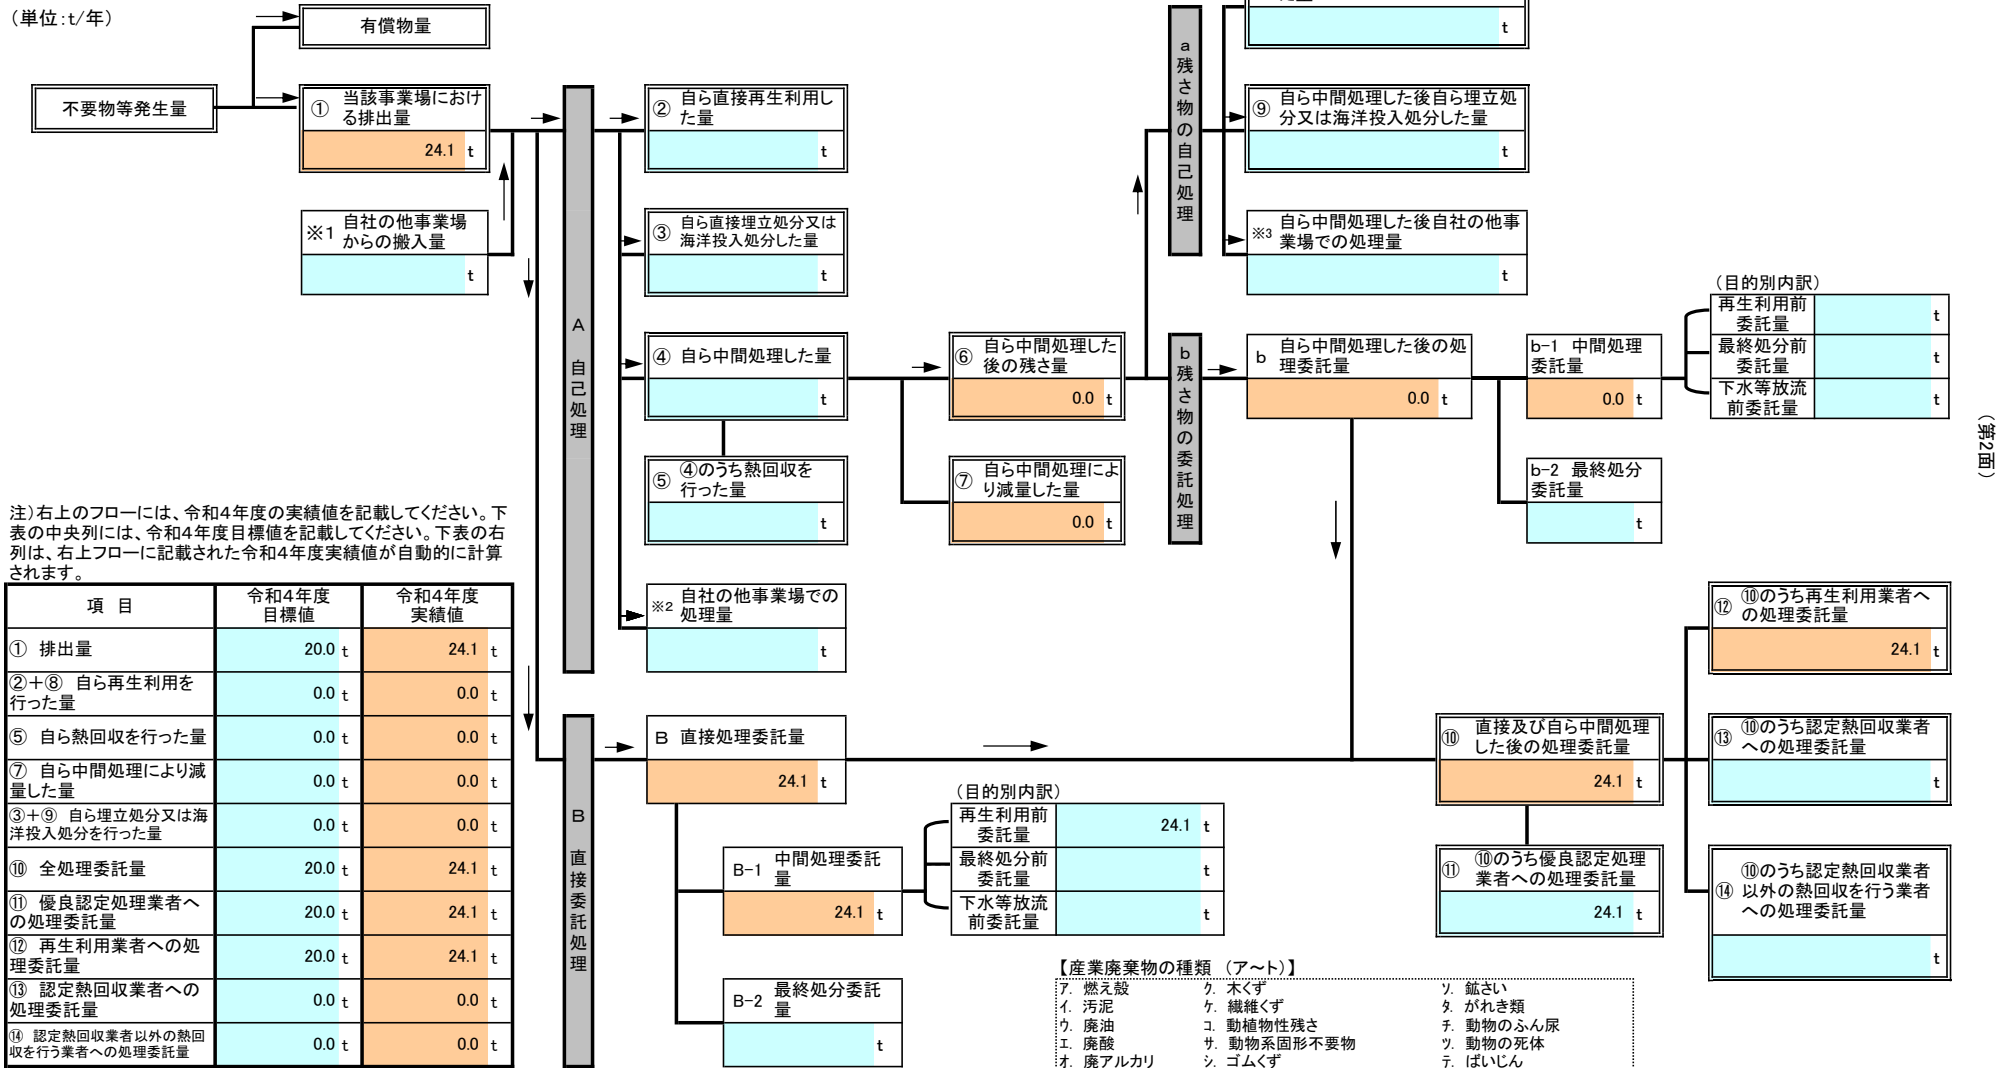 (単位:t/年)
有償物量
不要物等発生量
① 当該事業場におけ
る排出量
24.1 t
※1 自社の他事業場
からの搬入量
t
A 自己処理
② 自ら直接再生利用し
た量
t
③ 自ら直接埋立処分又は
海洋投入処分した量
t
④ 自ら中間処理した量
t
⑤ ④のうち熱回収を
行った量
t
※2 自社の他事業場での
処理量
t
⑥ 自ら中間処理した
後の残さ量
0.0 t
⑦ 自ら中間処理によ
り減量した量
0.0 t
a 残さ物の自己処理
t
⑨ 自ら中間処理した後自ら埋立処
分又は海洋投入処分した量
t
※3 自ら中間処理した後自社の他事
業場での処理量
t
b 残さ物の委託処理
b 自ら中間処理した後の処
理委託量
0.0 t
b-1 中間処理
委託量
0.0 t
b-2 最終処分
委託量
t
(目的別内訳)
再生利用前
委託量
t
最終処分前
委託量
t
下水等放流
前委託量
t
(第2面)
注)右上のフローには、令和4年度の実績値を記載してください。下
表の中央列には、令和4年度目標値を記載してください。下表の右
列は、右上フローに記載された令和4年度実績値が自動的に計算
されます。
項 目
令和4年度
目標値
令和4年度
実績値
① 排出量 20.0 t 24.1 t
②+⑧ 自ら再生利用を
行った量
0.0 t 0.0 t
⑤ 自ら熱回収を行った量 0.0 t 0.0 t
⑦ 自ら中間処理により減
量した量
0.0 t 0.0 t
③+⑨ 自ら埋立処分又は海
洋投入処分を行った量
0.0 t 0.0 t
⑩ 全処理委託量 20.0 t 24.1 t
⑪ 優良認定処理業者へ
の処理委託量
20.0 t 24.1 t
⑫ 再生利用業者への処
理委託量
20.0 t 24.1 t
⑬ 認定熱回収業者への
処理委託量
0.0 t 0.0 t
⑭ 認定熱回収業者以外の熱回
収を行う業者への処理委託量
0.0 t 0.0 t
B 直接委託処理
B 直接処理委託量
24.1 t
B-1 中間処理委託
量
24.1 t
B-2 最終処分委託
量
t
(目的別内訳)
再生利用前
委託量
24.1 t
最終処分前
委託量
t
下水等放流
前委託量
t
⑩ 直接及び自ら中間処理
した後の処理委託量
24.1 t
⑪ ⑩のうち優良認定処理
業者への処理委託量
24.1 t
⑫ ⑩のうち再生利用業者へ
の処理委託量
24.1 t
⑬ ⑩のうち認定熱回収業者
への処理委託量
t
⑭ ⑩のうち認定熱回収業者
以外の熱回収を行う業者
への処理委託量
t
【産業廃棄物の種類 (ア~ト)】
ア. 燃え殻 ク. 木くず ソ. 鉱さい
イ. 汚泥 ケ. 繊維くず タ. がれき類
ウ. 廃油 コ. 動植物性残さ チ. 動物のふん尿
エ. 廃酸 サ. 動物系固形不要物 ツ. 動物の死体
オ. 廃アルカリ シ. ゴムくず テ. ばいじん